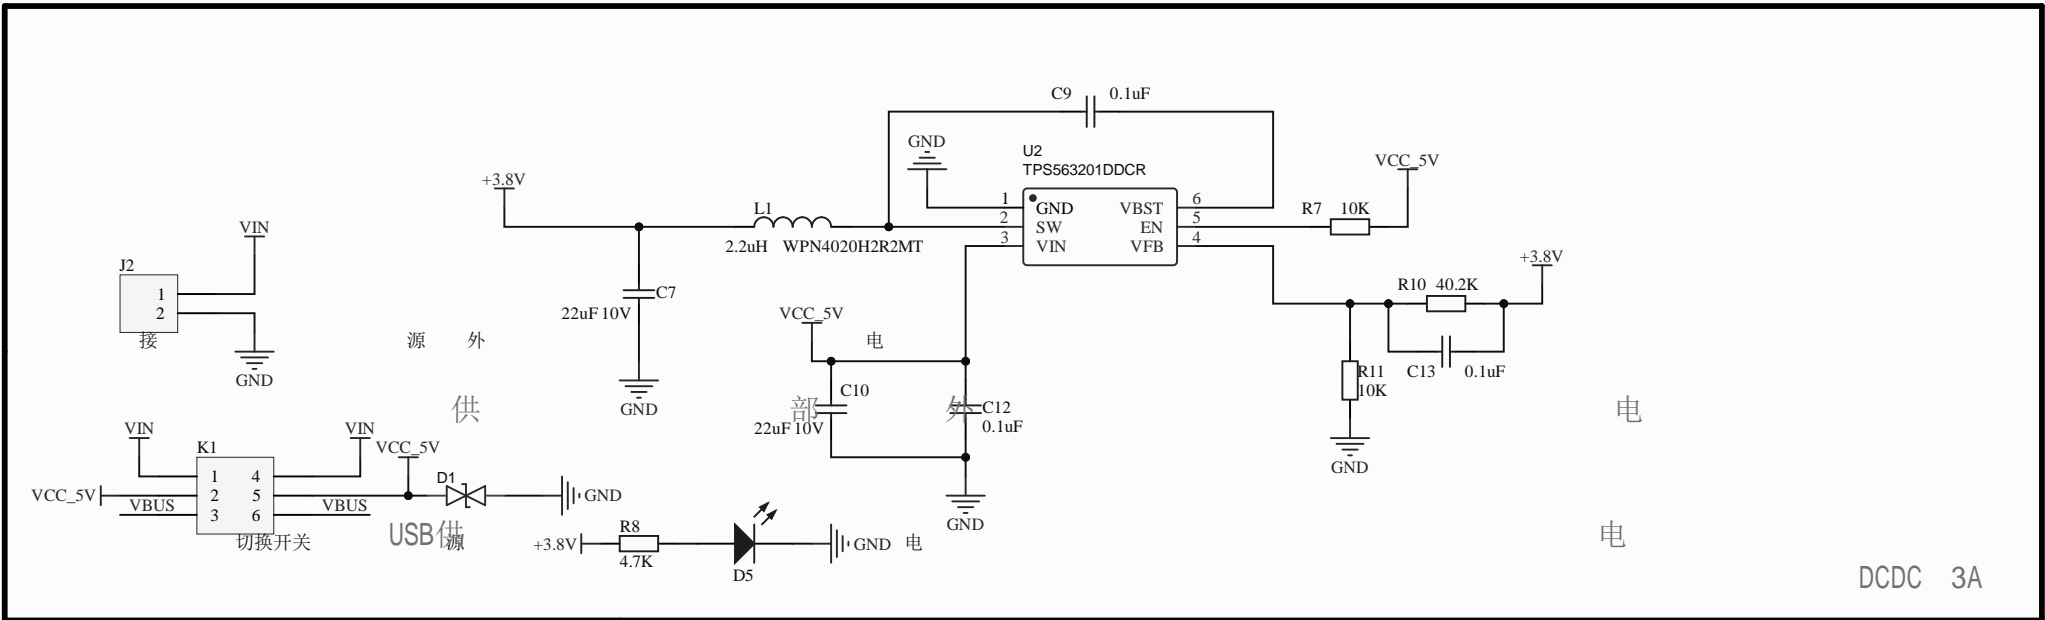 C9 0.1uF
GND
U2
TPS563201DDCR
VCC_5V
+3.8V
L1
2.2uH WPN4020H2R2MT
1 GND VBST 6
2 SW EN 5
3 VIN VFB 4
R7 10K
VIN
J2
1
2
接
GND
+3.8V
R10 40.2K
C7
22uF 10V
GND
源 外
VCC_5V
电
C13 0.1uF
R11
10K
GND
C10
22uF 10V
C12
0.1uF
GND
供 部 外 电
VIN
K1
VIN
VCC_5V
1 4
VCC_5V 2 5
VBUS 3 6 VBUS
D1
GND
切换开关
USB供
源
电
+3.8V
R8
4.7K
D5
GND 电
DCDC 3A